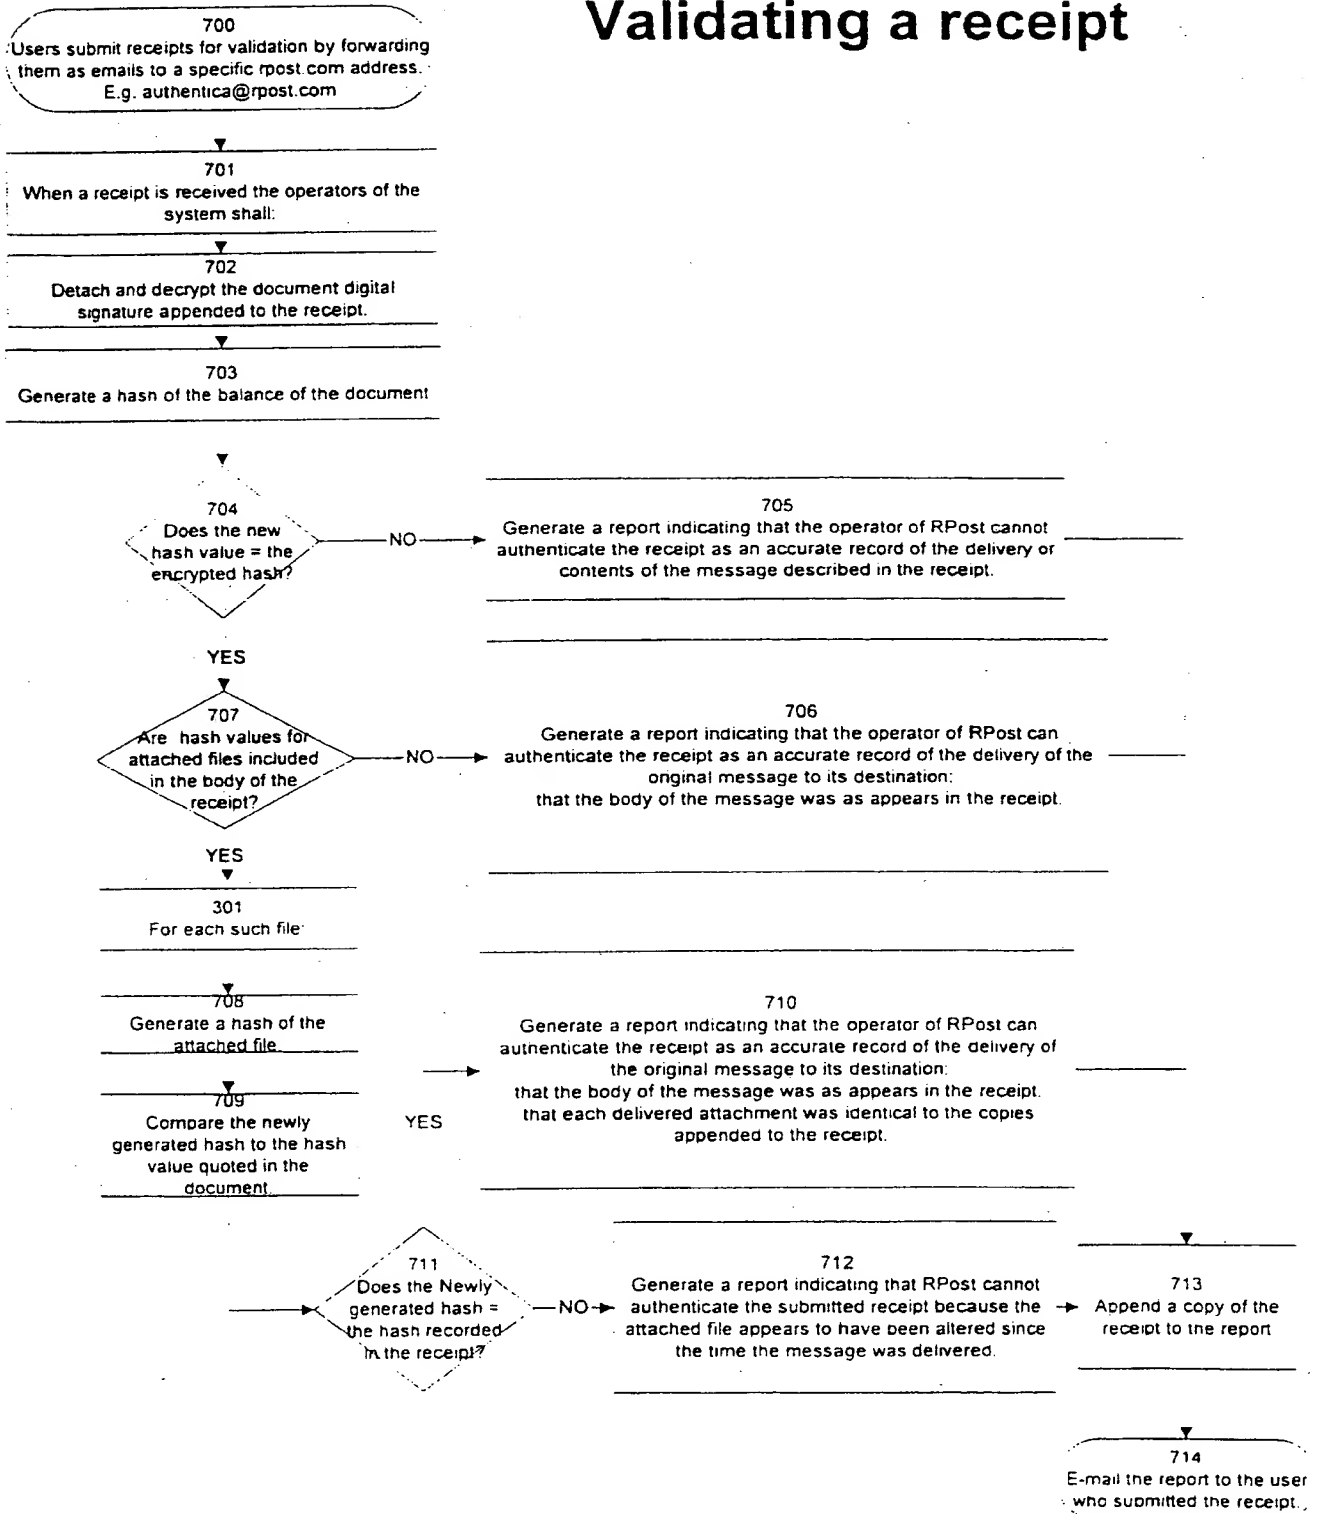 Validating a receipt
700
Users submit receipts for validation by forwarding
them as emails to a specific rpost.com address.
E.g. authentica@rpost.com
701
When a receipt is received the operators of the
system shall:
702
Detach and decrypt the document digital
signature appended to the receipt.
703
Generate a hash of the balance of the document
704
Does the new
hash value = the
encrypted hash?
NO
705
Generate a report indicating that the operator of RPost cannot
authenticate the receipt as an accurate record of the delivery or
contents of the message described in the receipt.
YES
707
Are hash values for
attached files included
in the body of the
receipt?
NO
706
Generate a report indicating that the operator of RPost can
authenticate the receipt as an accurate record of the delivery of the
original message to its destination:
that the body of the message was as appears in the receipt.
YES
301
For each such file:
708
Generate a hash of the
attached file
709
Compare the newly
generated hash to the hash
value quoted in the
document.
YES
710
Generate a report indicating that the operator of RPost can
authenticate the receipt as an accurate record of the delivery of
the original message to its destination:
that the body of the message was as appears in the receipt.
that each delivered attachment was identical to the copies
appended to the receipt.
711
Does the Newly
generated hash =
the hash recorded
in the receipt?
NO
712
Generate a report indicating that RPost cannot
authenticate the submitted receipt because the
attached file appears to have been altered since
the time the message was delivered.
713
Append a copy of the
receipt to the report
714
E-mail the report to the user
who submitted the receipt.